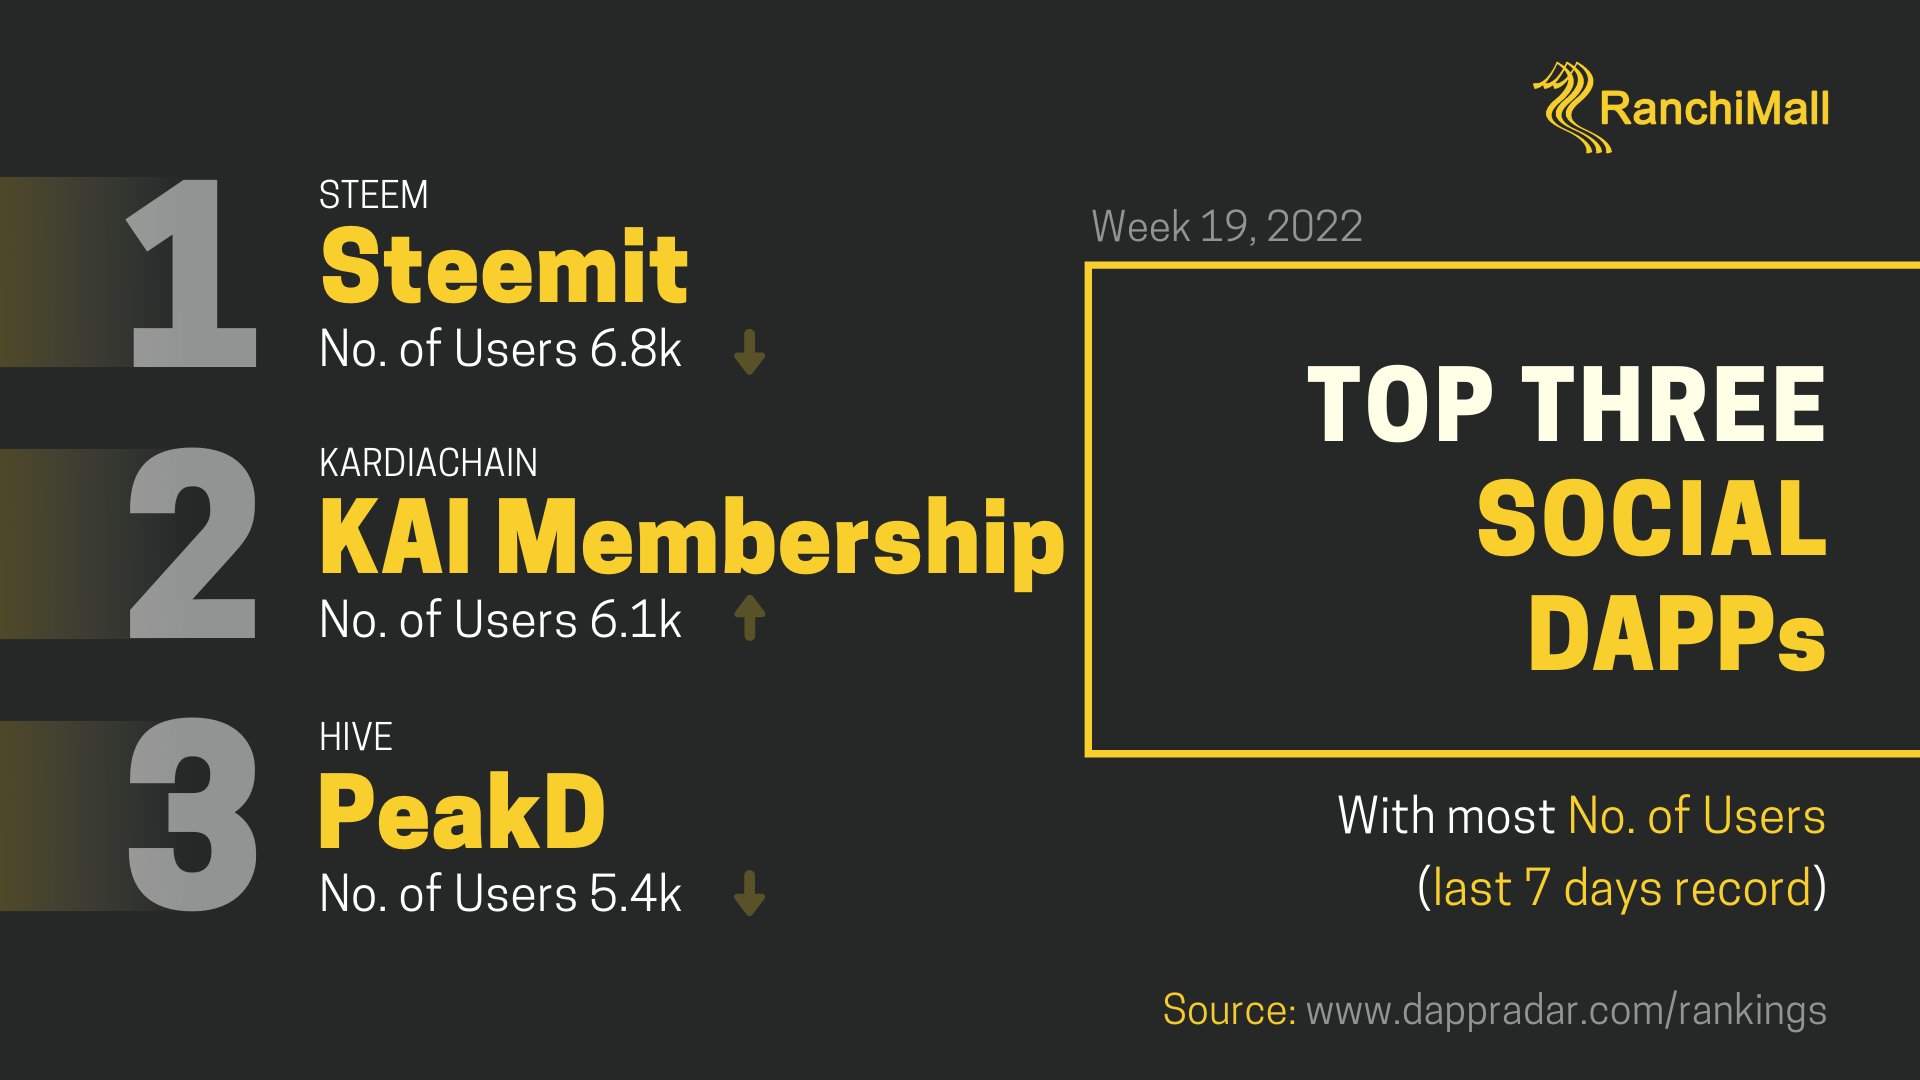 RanchiMall
1
STEEM
Steemit
No. of Users 6.8k
2
KARDIACHAIN
KAI Membership
No. of Users 6.1k
3
HIVE
PeakD
No. of Users 5.4k
Week 19, 2022
TOP THREE
SOCIAL
DAPPs
With most No. of Users
(last 7 days record)
Source: www.dappradar.com/rankings